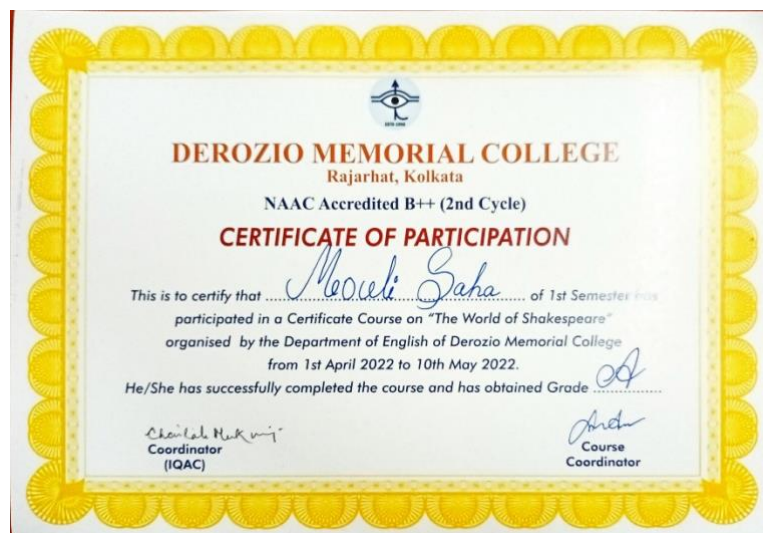 DEROZIO MEMORIAL COLLEGE
Rajarhat, Kolkata
NAAC Accredited B++ (2nd Cycle)
CERTIFICATE OF PARTICIPATION
This is to certify that Mouli Saha of 1st Semester has
participated in a Certificate Course on "The World of Shakespeare"
organised by the Department of English of Derozio Memorial College
from 1st April 2022 to 10th May 2022.
He/She has successfully completed the course and has obtained Grade A
Coordinator
(IQAC)
Course
Coordinator